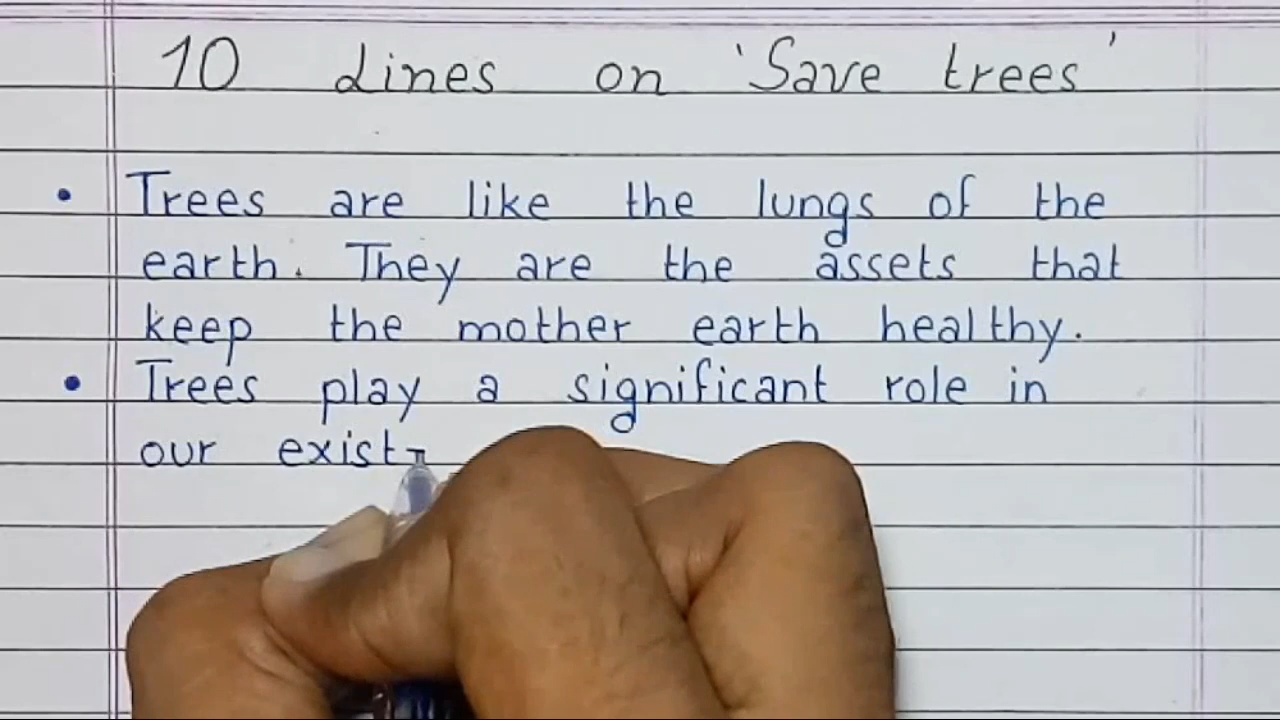 10 Lines on 'Save trees'
• Trees are like the lungs of the
earth. They are the assets that
keep the mother earth healthy.
• Trees play a significant role in
our exist